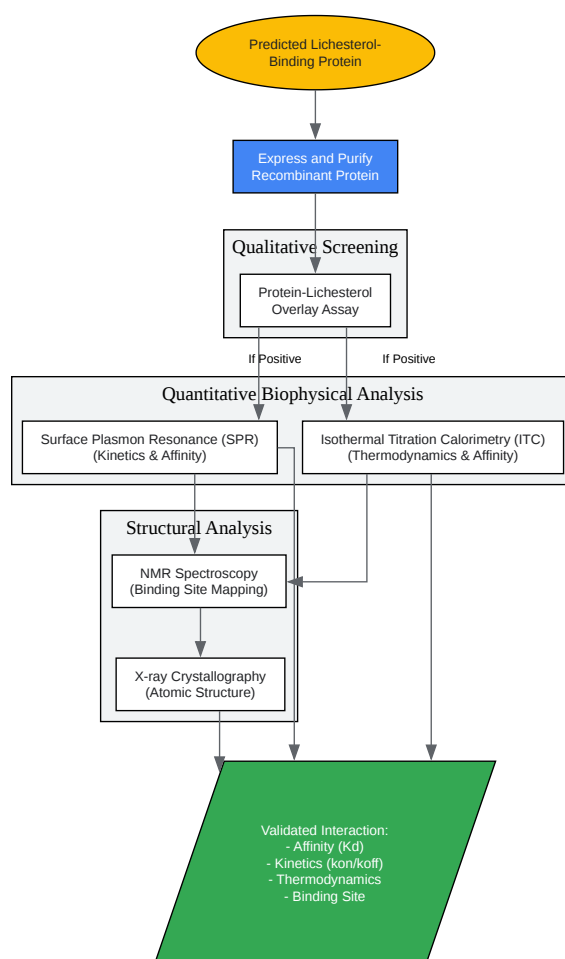 Predicted Lichesterol-
Binding Protein
Express and Purify
Recombinant Protein
Qualitative Screening
Protein-Lichesterol
Overlay Assay
If Positive
If Positive
Quantitative Biophysical Analysis
Surface Plasmon Resonance (SPR)
(Kinetics & Affinity)
Isothermal Titration Calorimetry (ITC)
(Thermodynamics & Affinity)
Structural Analysis
NMR Spectroscopy
(Binding Site Mapping)
X-ray Crystallography
(Atomic Structure)
Validated Interaction:
- Affinity (Kd)
- Kinetics (kon/koff)
- Thermodynamics
- Binding Site